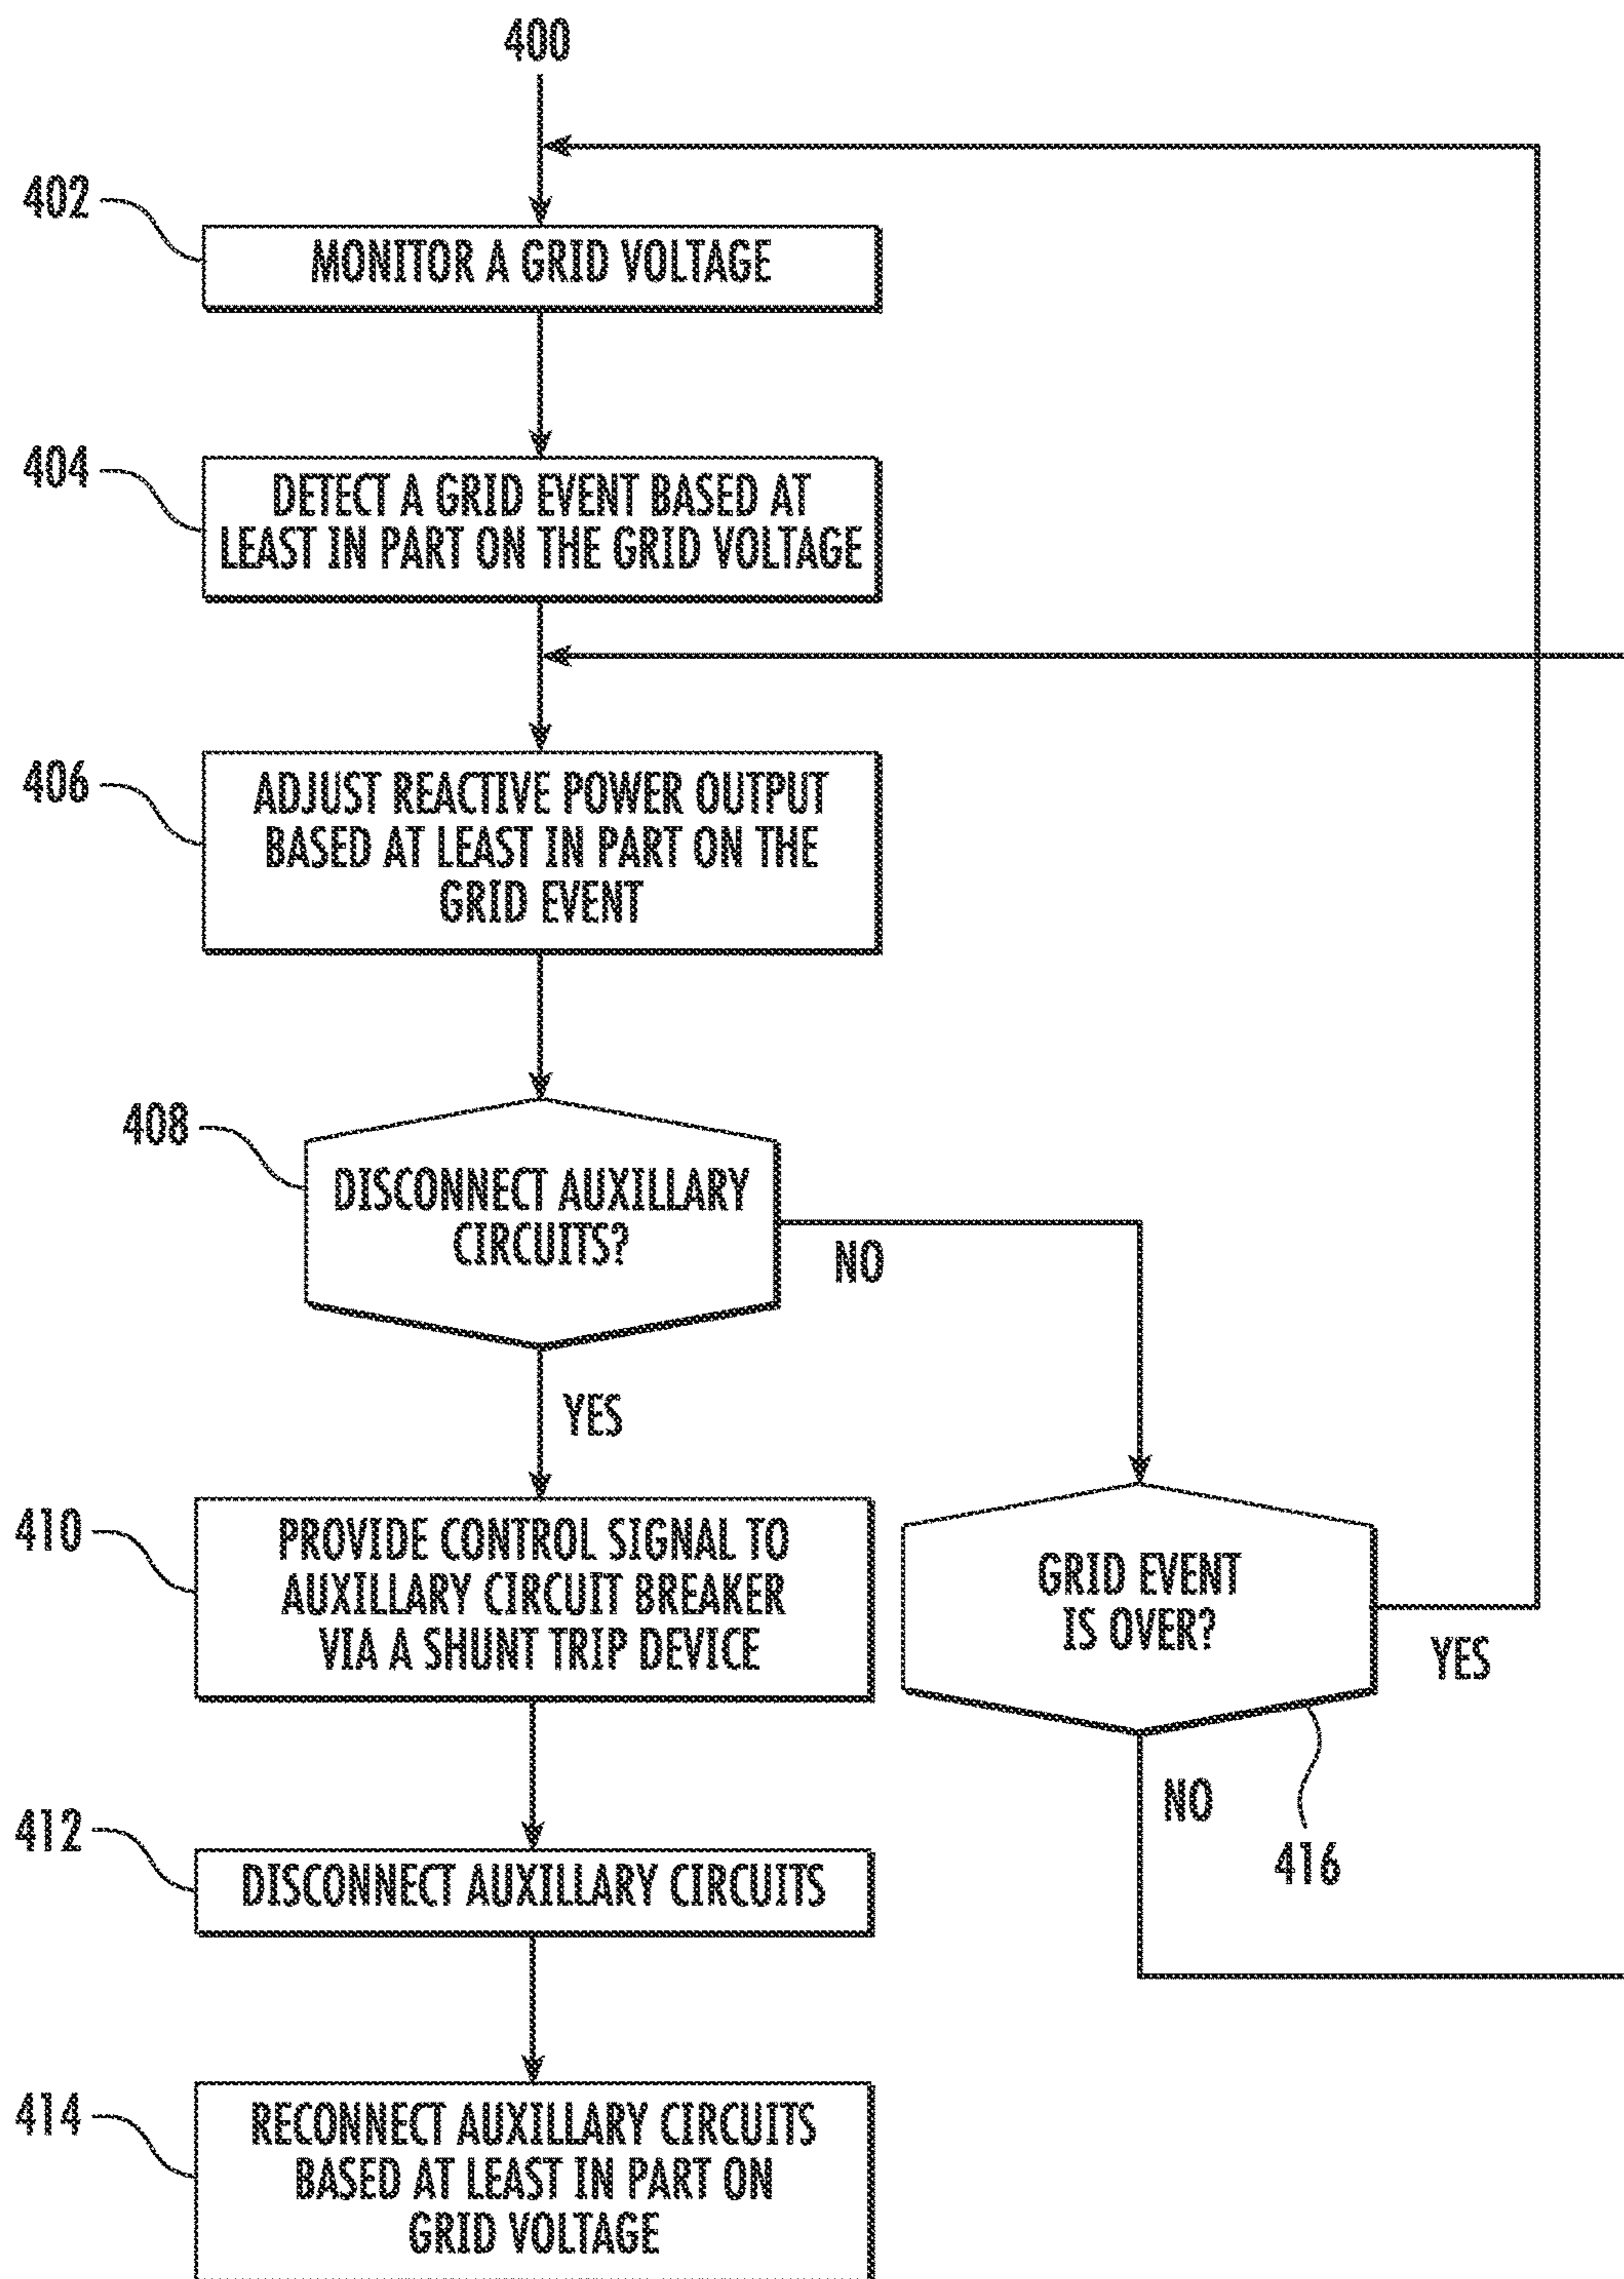 400
402
MONITOR A GRID VOLTAGE
404
DETECT A GRID EVENT BASED AT
LEAST IN PART ON THE GRID VOLTAGE
406
ADJUST REACTIVE POWER OUTPUT
BASED AT LEAST IN PART ON THE
GRID EVENT
408
DISCONNECT AUXILLARY
CIRCUITS?
NO
YES
410
PROVIDE CONTROL SIGNAL TO
AUXILLARY CIRCUIT BREAKER
VIA A SHUNT TRIP DEVICE
GRID EVENT
IS OVER?
YES
NO
416
412
DISCONNECT AUXILLARY CIRCUITS
414
RECONNECT AUXILLARY CIRCUITS
BASED AT LEAST IN PART ON
GRID VOLTAGE